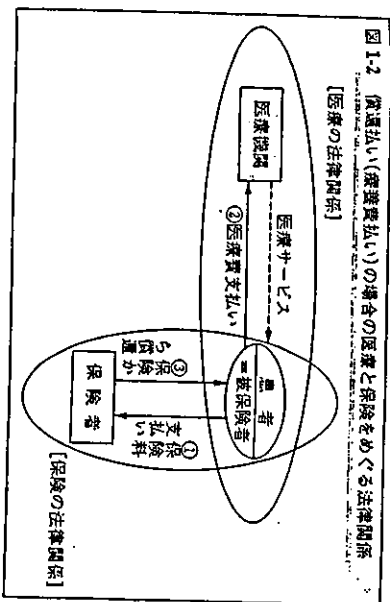 図1-2 償還払い(療養費払い)の場合の医療と保険をめぐる法律関係
[医療の法律関係]
医療機関
医療サービス
②医療費支払い
患者
＝被保険者
③保険か
ら償還
①保険料
支払い
保険者
[保険の法律関係]